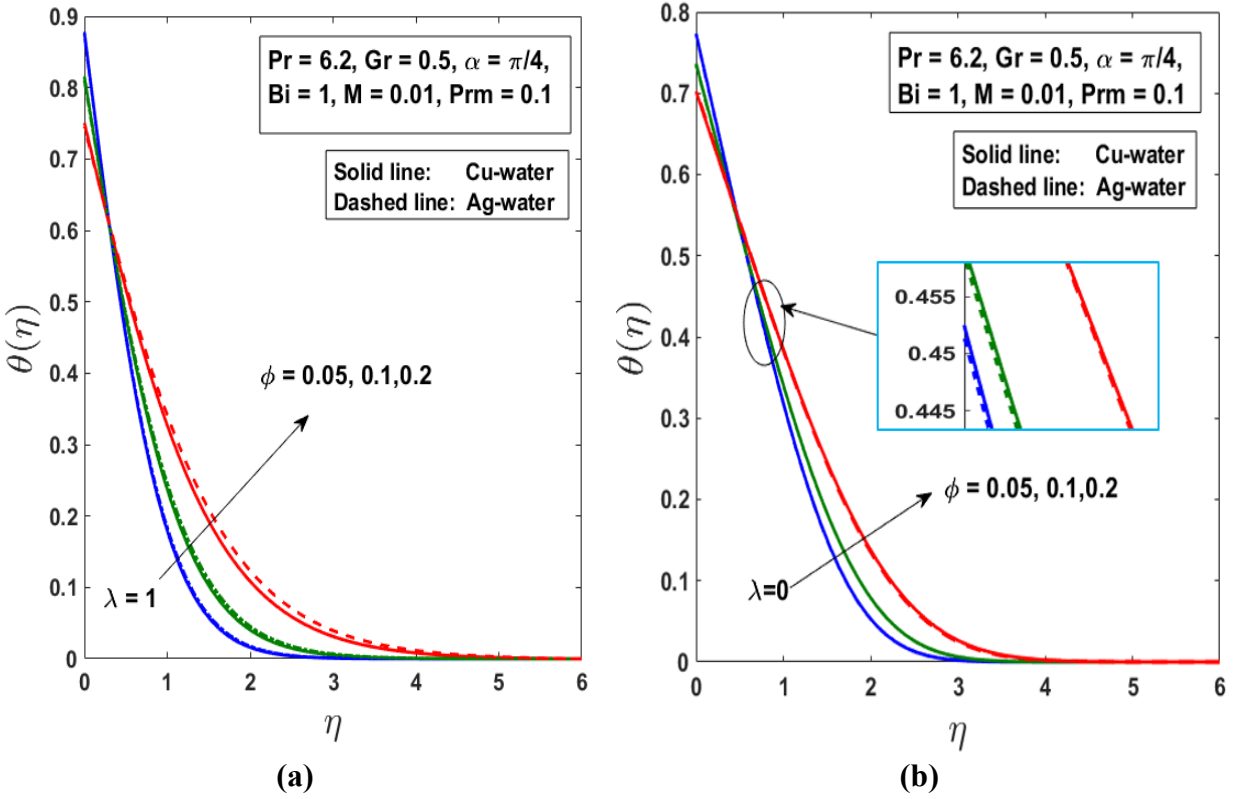 0.9
0.8
0.7
0.6
0.5
0.4
0.3
0.2
0.1
0
θ(η)
Pr = 6.2, Gr = 0.5, α = π/4,
Bi = 1, M = 0.01, Prm = 0.1
Solid line: Cu-water
Dashed line: Ag-water
ϕ = 0.05, 0.1,0.2
λ = 1
0 1 2 3 4 5 6
η
(a)
0.8
0.7
0.6
0.5
0.4
0.3
0.2
0.1
0
θ(η)
Pr = 6.2, Gr = 0.5, α = π/4,
Bi = 1, M = 0.01, Prm = 0.1
Solid line: Cu-water
Dashed line: Ag-water
0.455
0.45
0.445
ϕ = 0.05, 0.1,0.2
λ=0
0 1 2 3 4 5 6
η
(b)